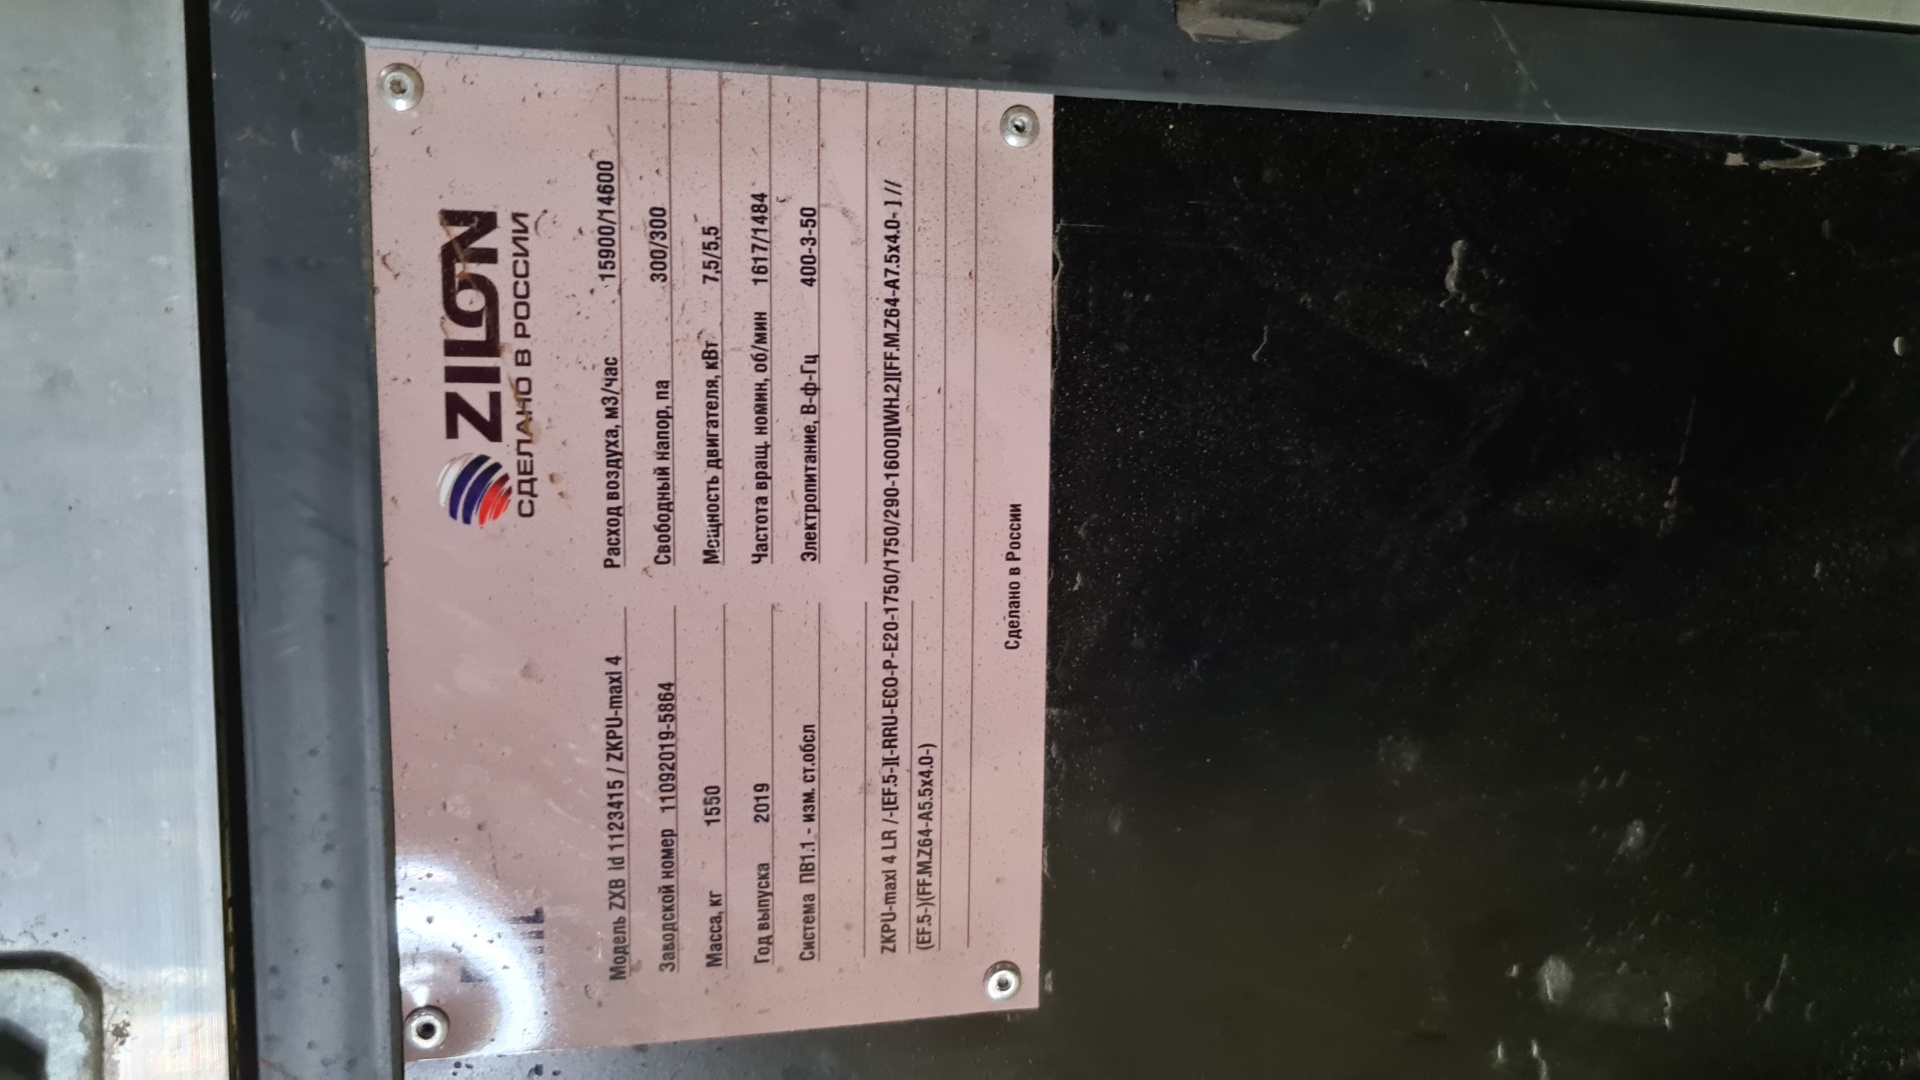 ZILON
СДЕЛАНО В РОССИИ
Модель ZXB Id 1123415 / ZKPU-maxI 4
Заводской номер 11092019-5864
Масса, кг 1550
Год выпуска 2019
Система ПВ1.1 - изм. ст.обсл
Расход воздуха, м3/час 15900/14600
Свободный напор, па 300/300
Мощность двигателя, кВт 7,5/5,5
Частота вращ. номин, об/мин 1617/1484
Электропитание, В-ф-Гц 400-3-50
ZKPU-maxI 4 LR /-[EF.5-][-RRU-ECO-P-E20-1750/1750/290-1600][WH.2][FF.M.Z64-A7.5x4.0- ] //
(EF.5-)(FF.M.Z64-A5.5x4.0-)
Сделано в России